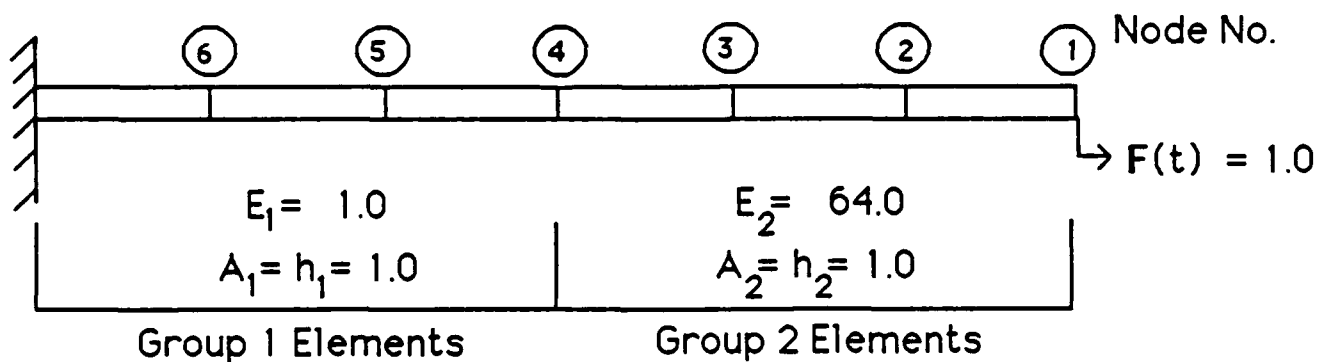 6 5 4 3 2 1 Node No.
F(t) = 1.0
E₁ = 1.0 E₂ = 64.0
A₁ = h₁ = 1.0 A₂ = h₂ = 1.0
Group 1 Elements Group 2 Elements